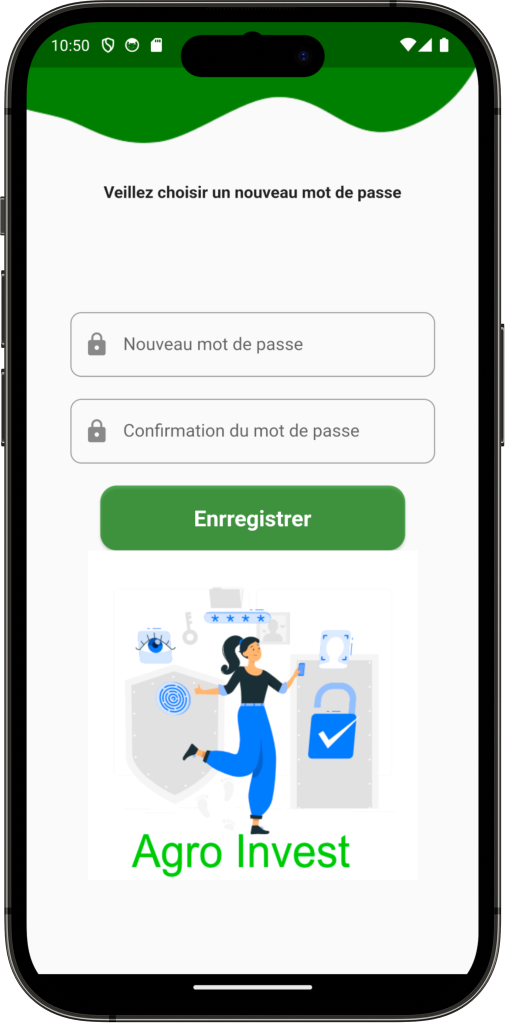 10:50
Veillez choisir un nouveau mot de passe
Nouveau mot de passe
Confirmation du mot de passe
Enrregistrer
****
Agro Invest